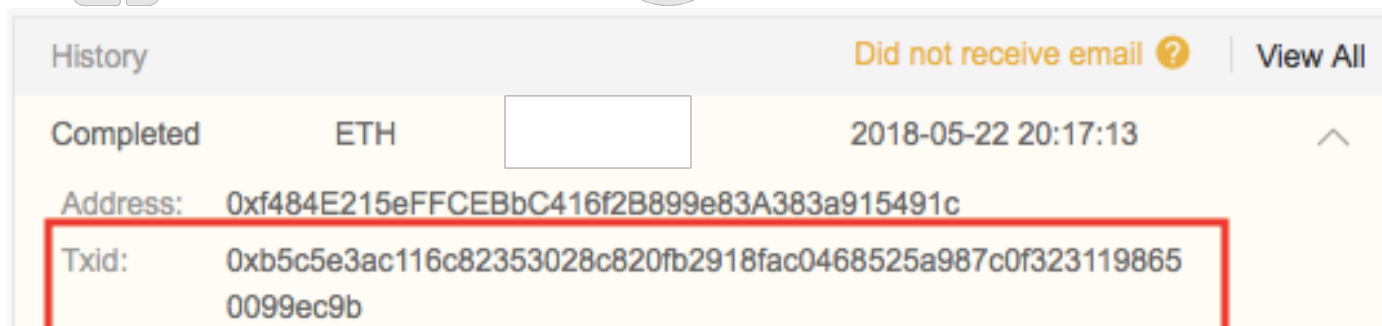 History Did not receive email ? View All
Completed ETH 2018-05-22 20:17:13
Address: 0xf484E215eFFCEBbC416f2B899e83A383a915491c
Txid: 0xb5c5e3ac116c82353028c820fb2918fac0468525a987c0f323119865
0099ec9b